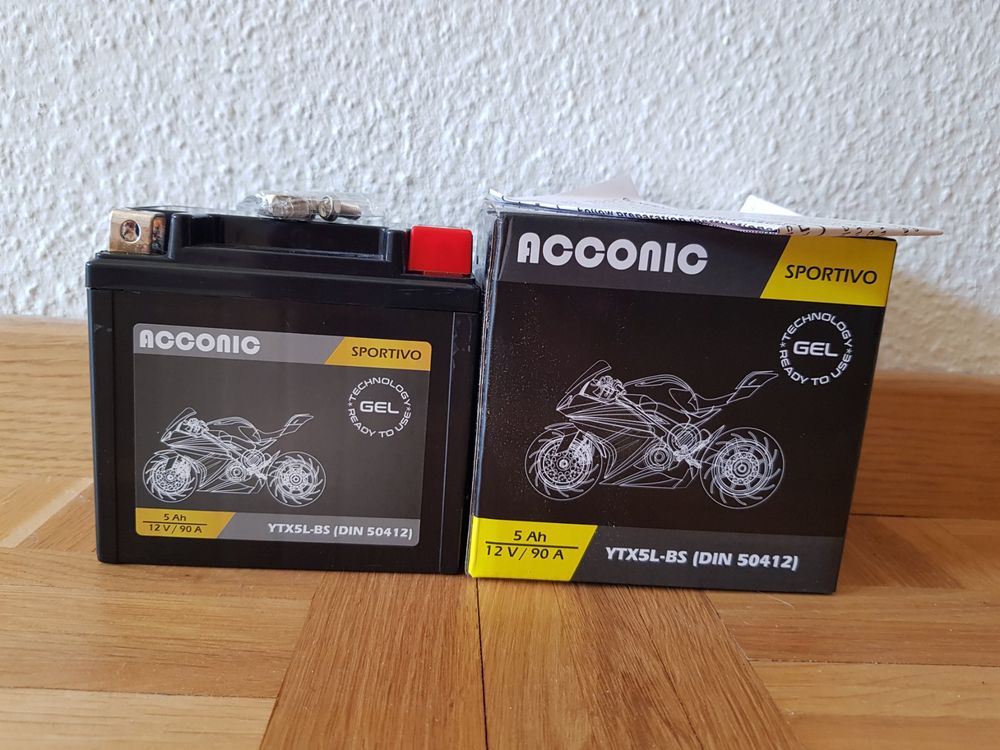 ACCONIC
SPORTIVO
TECHNOLOGY
GEL
*READY TO USE*
5 Ah
12 V / 90 A
YTX5L-BS (DIN 50412)
ACCONIC
SPORTIVO
TECHNOLOGY
GEL
*READY TO USE*
5 Ah
12 V / 90 A
YTX5L-BS (DIN 50412)